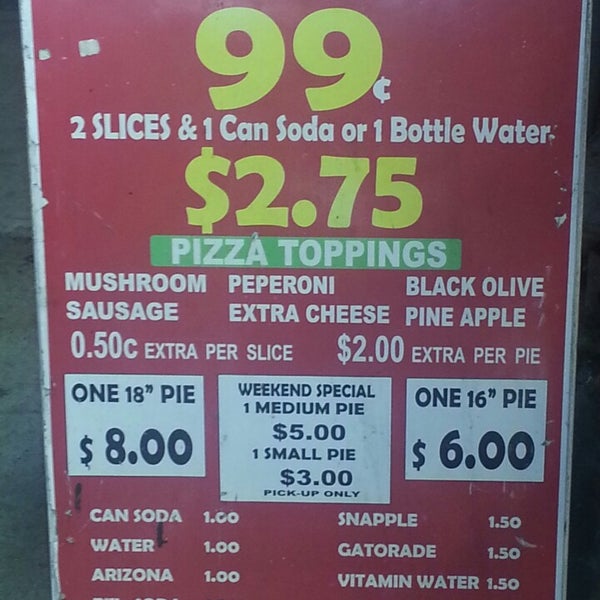 99¢
2 SLICES & 1 Can Soda or 1 Bottle Water
$2.75
PIZZA TOPPINGS
MUSHROOM PEPERONI BLACK OLIVE
SAUSAGE EXTRA CHEESE PINE APPLE
0.50C EXTRA PER SLICE $2.00 EXTRA PER PIE
ONE 18” PIE
$ 8.00
WEEKEND SPECIAL
1 MEDIUM PIE
$5.00
1 SMALL PIE
$3.00
PICK-UP ONLY
ONE 16” PIE
$ 6.00
CAN SODA 1.00 SNAPPLE 1.50
WATER 1.00 GATORADE 1.50
ARIZONA 1.00 VITAMIN WATER 1.50